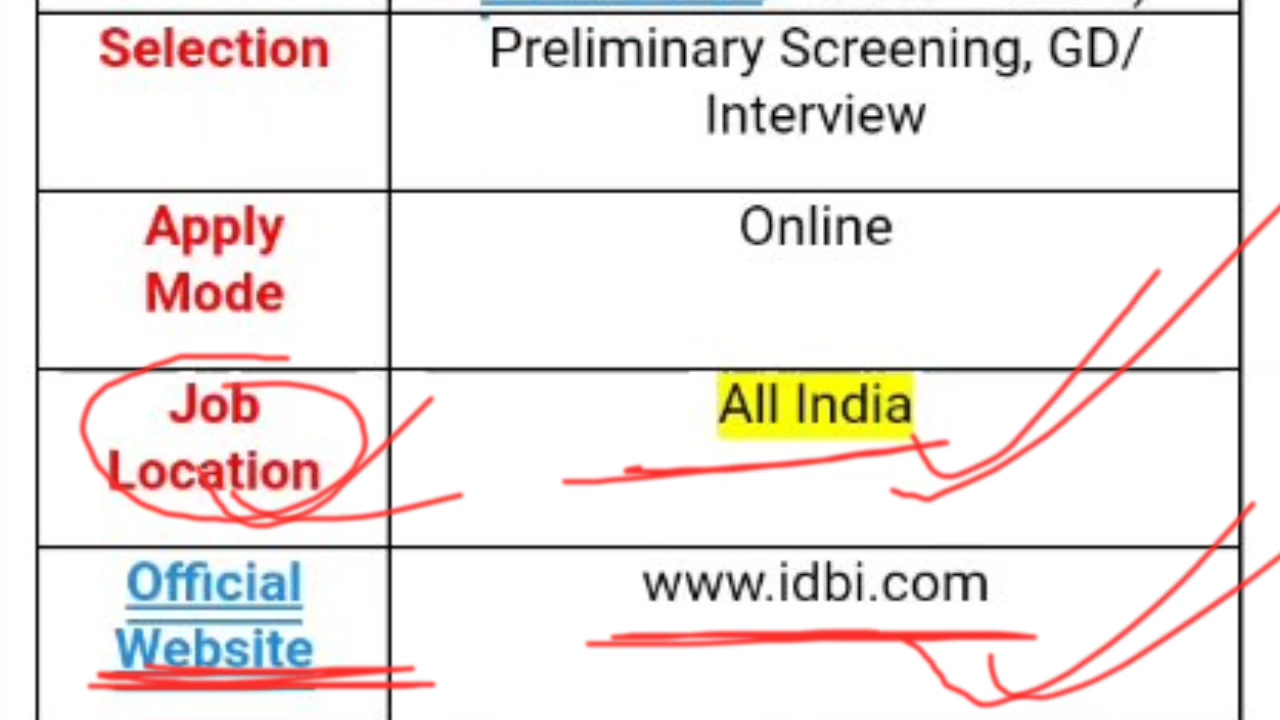 Selection
Preliminary Screening, GD/
Interview
Apply
Mode
Online
Job
Location
All India
Official
Website
www.idbi.com